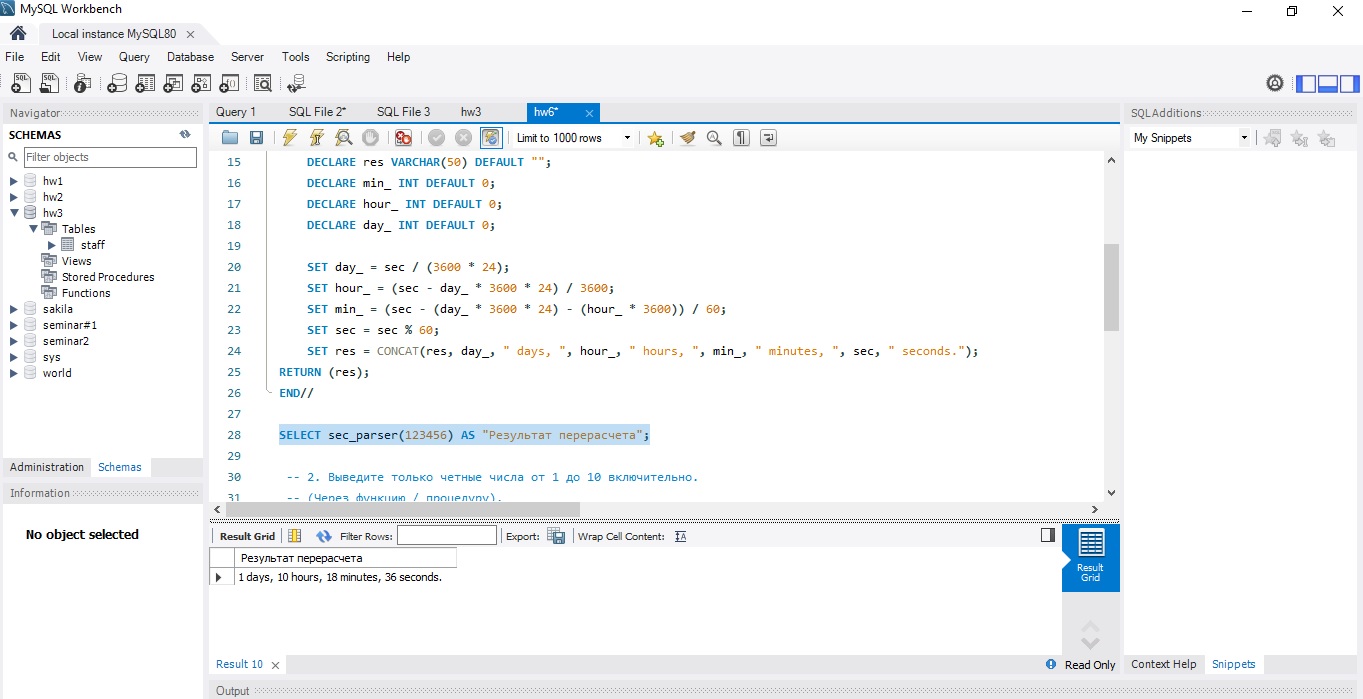 MySQL Workbench
Local instance MySQL80
File Edit View Query Database Server Tools Scripting Help
Navigator
SCHEMAS
Filter objects
hw1
hw2
hw3
Tables
staff
Views
Stored Procedures
Functions
sakila
seminar#1
seminar2
sys
world
Administration Schemas
Information
No object selected
Query 1 SQL File 2* SQL File 3 hw3 hw6*
Limit to 1000 rows
15 DECLARE res VARCHAR(50) DEFAULT "";
16 DECLARE min_ INT DEFAULT 0;
17 DECLARE hour_ INT DEFAULT 0;
18 DECLARE day_ INT DEFAULT 0;
19
20 SET day_ = sec / (3600 * 24);
21 SET hour_ = (sec - day_ * 3600 * 24) / 3600;
22 SET min_ = (sec - (day_ * 3600 * 24) - (hour_ * 3600)) / 60;
23 SET sec = sec % 60;
24 SET res = CONCAT(res, day_, " days, ", hour_, " hours, ", min_, " minutes, ", sec, " seconds.");
25 RETURN (res);
26 END//
27
28 SELECT sec_parser(123456) AS "Результат перерасчета";
29
30 -- 2. Выведите только четные числа от 1 до 10 включительно.
31 -- (Через функцию / процедуру).
Result Grid Filter Rows: Export: Wrap Cell Content:
Результат перерасчета
1 days, 10 hours, 18 minutes, 36 seconds.
Result
Grid
Result 10
Read Only
Output
SQLAdditions
My Snippets
Context Help Snippets